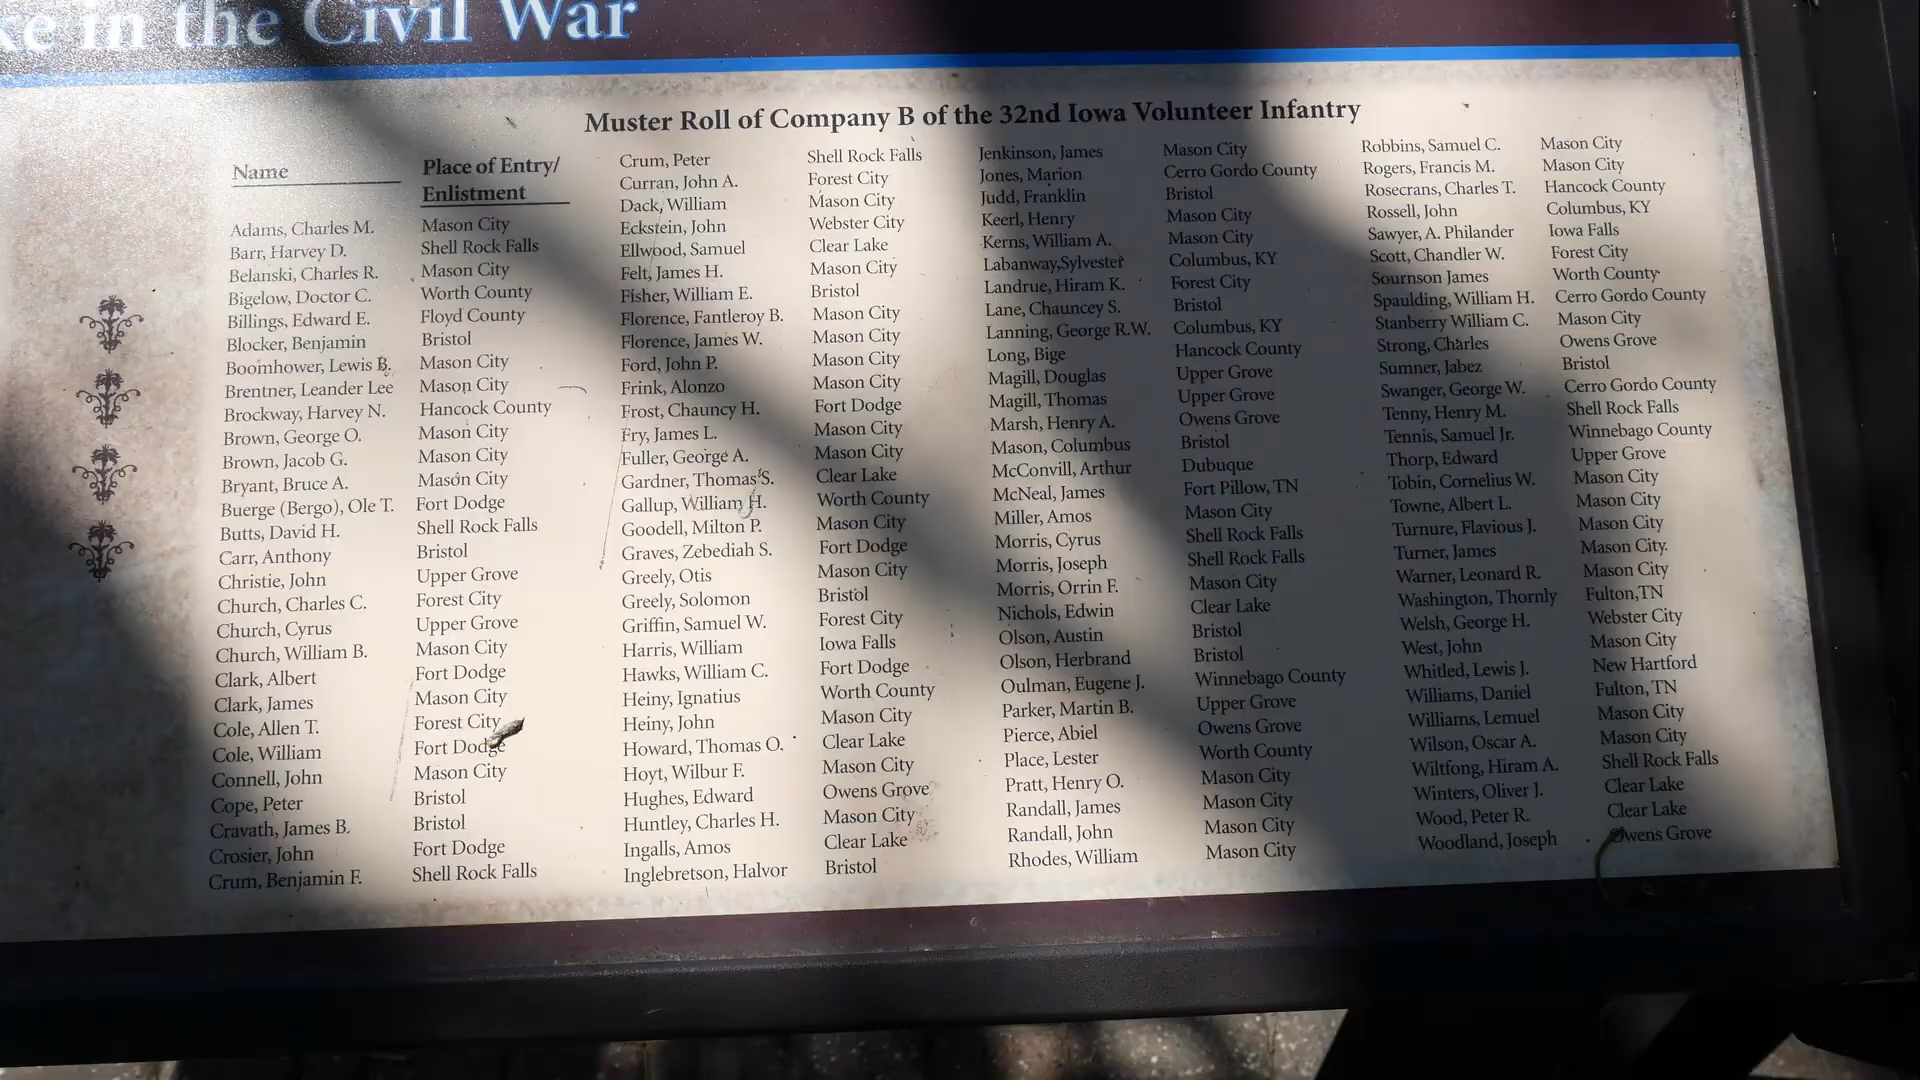 ke in the Civil War
Muster Roll of Company B of the 32nd Iowa Volunteer Infantry
Name Place of Entry/
Enlistment
Adams, Charles M. Mason City
Barr, Harvey D. Shell Rock Falls
Belanski, Charles R. Mason City
Bigelow, Doctor C. Worth County
Billings, Edward E. Floyd County
Blocker, Benjamin Bristol
Boomhower, Lewis B. Mason City
Brentner, Leander Lee Mason City
Brockway, Harvey N. Hancock County
Brown, George O. Mason City
Brown, Jacob G. Mason City
Bryant, Bruce A. Mason City
Buerge (Bergo), Ole T. Fort Dodge
Butts, David H. Shell Rock Falls
Carr, Anthony Bristol
Christie, John Upper Grove
Church, Charles C. Forest City
Church, Cyrus Upper Grove
Church, William B. Mason City
Clark, Albert Fort Dodge
Clark, James Mason City
Cole, Allen T. Forest City
Cole, William Fort Dodge
Connell, John Mason City
Cope, Peter Bristol
Cravath, James B. Bristol
Crosier, John Fort Dodge
Crum, Benjamin F. Shell Rock Falls
Crum, Peter Shell Rock Falls
Curran, John A. Forest City
Dack, William Mason City
Eckstein, John Webster City
Ellwood, Samuel Clear Lake
Felt, James H. Mason City
Fisher, William E. Bristol
Florence, Fantleroy B. Mason City
Florence, James W. Mason City
Ford, John P. Mason City
Frink, Alonzo Mason City
Frost, Chauncy H. Fort Dodge
Fry, James L. Mason City
Fuller, George A. Mason City
Gardner, Thomas S. Clear Lake
Gallup, William H. Worth County
Goodell, Milton P. Mason City
Graves, Zebediah S. Fort Dodge
Greely, Otis Mason City
Greely, Solomon Bristol
Griffin, Samuel W. Forest City
Harris, William Iowa Falls
Hawks, William C. Fort Dodge
Heiny, Ignatius Worth County
Heiny, John Mason City
Howard, Thomas O. Clear Lake
Hoyt, Wilbur F. Mason City
Hughes, Edward Owens Grove
Huntley, Charles H. Mason City
Ingalls, Amos Clear Lake
Inglebretson, Halvor Bristol
Jenkinson, James Mason City
Jones, Marion Cerro Gordo County
Judd, Franklin Bristol
Keerl, Henry Mason City
Kerns, William A. Mason City
Labanway,Sylvester Columbus, KY
Landrue, Hiram K. Forest City
Lane, Chauncey S. Bristol
Lanning, George R.W. Columbus, KY
Long, Bige Hancock County
Magill, Douglas Upper Grove
Magill, Thomas Upper Grove
Marsh, Henry A. Owens Grove
Mason, Columbus Bristol
McConvill, Arthur Dubuque
McNeal, James Fort Pillow, TN
Miller, Amos Mason City
Morris, Cyrus Shell Rock Falls
Morris, Joseph Shell Rock Falls
Morris, Orrin F. Mason City
Nichols, Edwin Clear Lake
Olson, Austin Bristol
Olson, Herbrand Bristol
Oulman, Eugene J. Winnebago County
Parker, Martin B. Upper Grove
Pierce, Abiel Owens Grove
Place, Lester Worth County
Pratt, Henry O. Mason City
Randall, James Mason City
Randall, John Mason City
Rhodes, William Mason City
Robbins, Samuel C. Mason City
Rogers, Francis M. Mason City
Rosecrans, Charles T. Hancock County
Rossell, John Columbus, KY
Sawyer, A. Philander Iowa Falls
Scott, Chandler W. Forest City
Sournson James Worth County
Spaulding, William H. Cerro Gordo County
Stanberry William C. Mason City
Strong, Charles Owens Grove
Sumner, Jabez Bristol
Swanger, George W. Cerro Gordo County
Tenny, Henry M. Shell Rock Falls
Tennis, Samuel Jr. Winnebago County
Thorp, Edward Upper Grove
Tobin, Cornelius W. Mason City
Towne, Albert L. Mason City
Turnure, Flavious J. Mason City
Turner, James Mason City.
Warner, Leonard R. Mason City
Washington, Thornly Fulton,TN
Welsh, George H. Webster City
West, John Mason City
Whitled, Lewis J. New Hartford
Williams, Daniel Fulton, TN
Williams, Lemuel Mason City
Wilson, Oscar A. Mason City
Wiltfong, Hiram A. Shell Rock Falls
Winters, Oliver J. Clear Lake
Wood, Peter R. Clear Lake
Woodland, Joseph Owens Grove